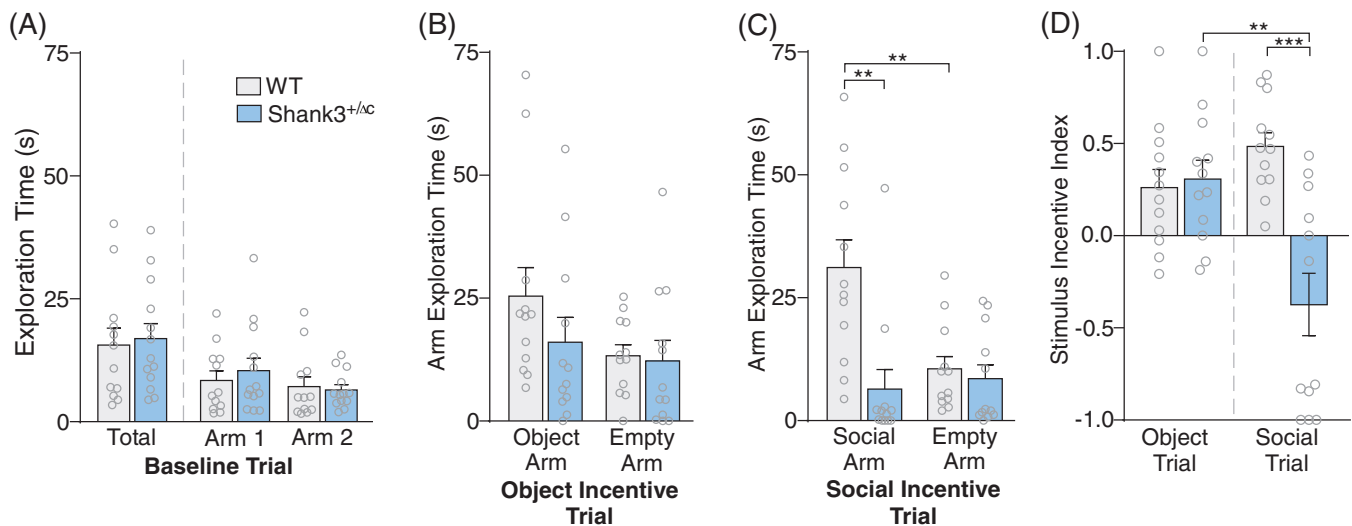 (A)
75
50
25
0
Exploration Time (s)
WT
Shank3+/Δc
Total
Arm 1
Arm 2
Baseline Trial
(B)
75
50
25
0
Arm Exploration Time (s)
Object
Arm
Empty
Arm
Object Incentive
Trial
(C)
75
50
25
0
Arm Exploration Time (s)
**
**
Social
Arm
Empty
Arm
Social Incentive
Trial
(D)
1.0
0.5
0.0
-0.5
-1.0
Stimulus Incentive Index
**
***
Object
Trial
Social
Trial